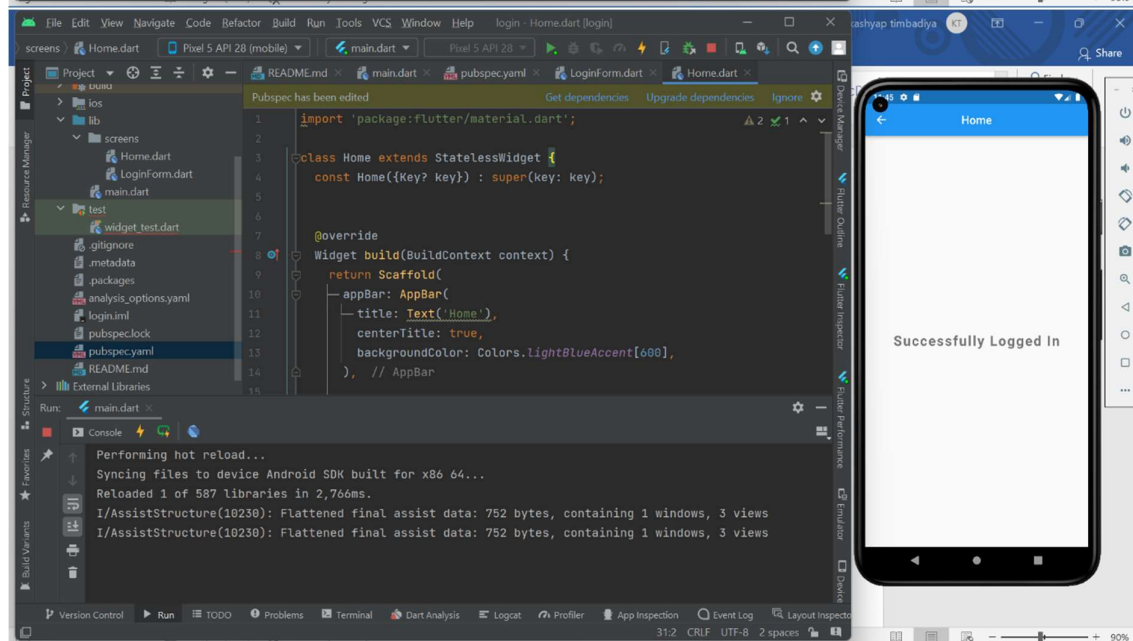 File Edit View Navigate Code Refactor Build Run Tools VCS Window Help login - Home.dart [login]
kashyap timbadiya KT
screens Home.dart Pixel 5 API 28 (mobile) main.dart Pixel 5 API 28
Share
Project README.md main.dart pubspec.yaml LoginForm.dart Home.dart
Pubspec has been edited Get dependencies Upgrade dependencies Ignore
build
ios
lib
screens
Home.dart
LoginForm.dart
main.dart
test
widget_test.dart
.gitignore
.metadata
.packages
analysis_options.yaml
login.iml
pubspec.lock
pubspec.yaml
README.md
External Libraries
2 1
1 import 'package:flutter/material.dart';
2
3 class Home extends StatelessWidget {
4 const Home({Key? key}) : super(key: key);
5
6
7 @override
8 Widget build(BuildContext context) {
9 return Scaffold(
10 appBar: AppBar(
11 title: Text('Home'),
12 centerTitle: true,
13 backgroundColor: Colors.lightBlueAccent[600],
14 ), // AppBar
15
Project
Resource Manager
Structure
Favorites
Build Variants
Device Manager
Flutter Outline
Flutter Inspector
Flutter Performance
Emulator
Device
Run: main.dart
Console
Performing hot reload...
Syncing files to device Android SDK built for x86 64...
Reloaded 1 of 587 libraries in 2,766ms.
I/AssistStructure(10230): Flattened final assist data: 752 bytes, containing 1 windows, 3 views
I/AssistStructure(10230): Flattened final assist data: 752 bytes, containing 1 windows, 3 views
Version Control Run TODO Problems Terminal Dart Analysis Logcat Profiler App Inspection Event Log Layout Inspecto
31:2 CRLF UTF-8 2 spaces
Home
Successfully Logged In
90%